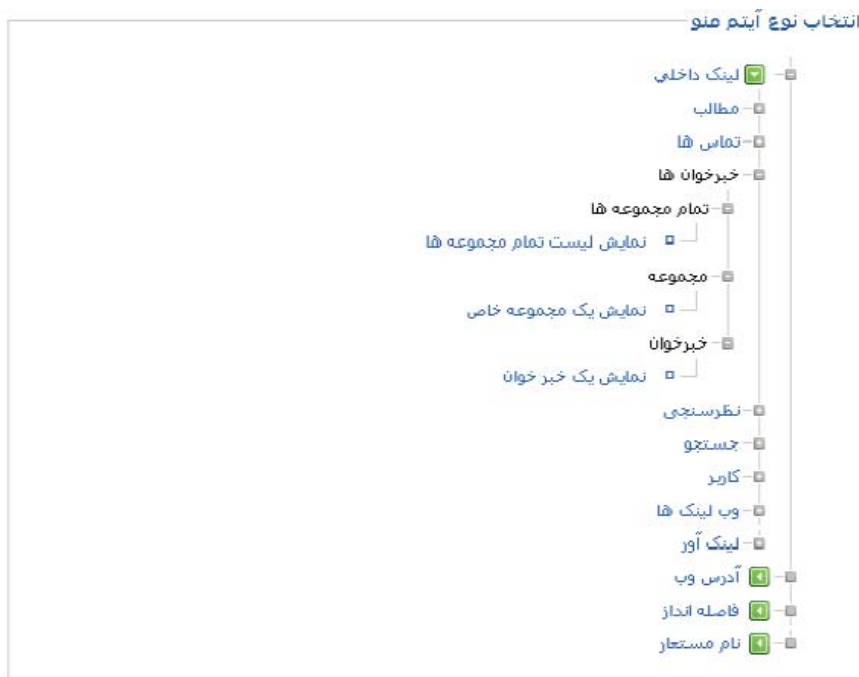 انتخاب نوع آیتم منو
لینک داخلي
مطالب
تماس ها
خبرخوان ها
تمام مجموعه ها
نمایش لیست تمام مجموعه ها
مجموعه
نمایش یک مجموعه خاص
خبرخوان
نمایش یک خبر خوان
نظرسنجی
جستجو
کاربر
وب لینک ها
لینک آور
آدرس وب
فاصله انداز
نام مستعار